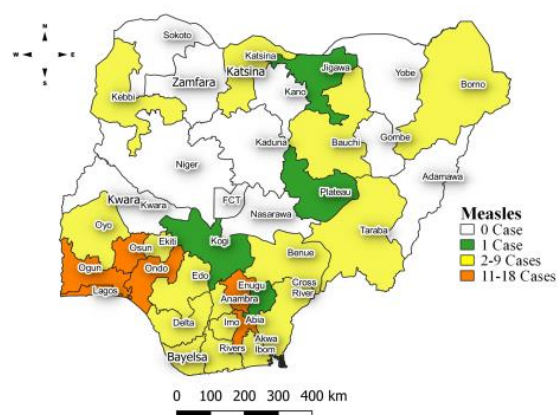 N
W E
S
Sokoto
Katsina
Katsina
Jigawa
Yobe
Borno
Kebbi
Zamfara
Kano
Kaduna
Bauchi
Gombe
Niger
Adamawa
Plateau
Kwara
Kwara
FCT
Nasarawa
Taraba
Oyo
Osun
Ekiti
Kogi
Benue
Ogun
Ondo
Edo
Enugu
Cross
River
Lagos
Anambra
Delta
Imo
Abia
Akwa
Ibom
Bayelsa
Rivers
Measles
0 Case
1 Case
2-9 Cases
11-18 Cases
0 100 200 300 400 km